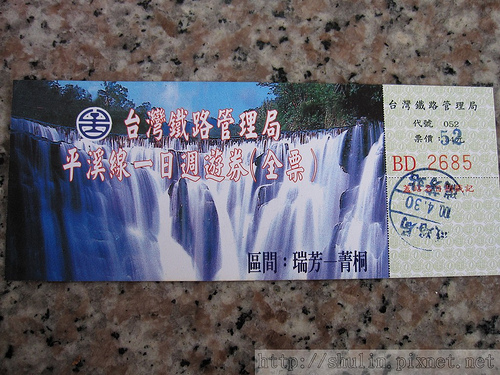 台灣鐵路管理局
平溪線一日週遊券(全票)
區間：瑞芳—菁桐
台灣鐵路管理局
代號 052
票價
52
BD 2685
4.30
http://shulin.pixnet.net